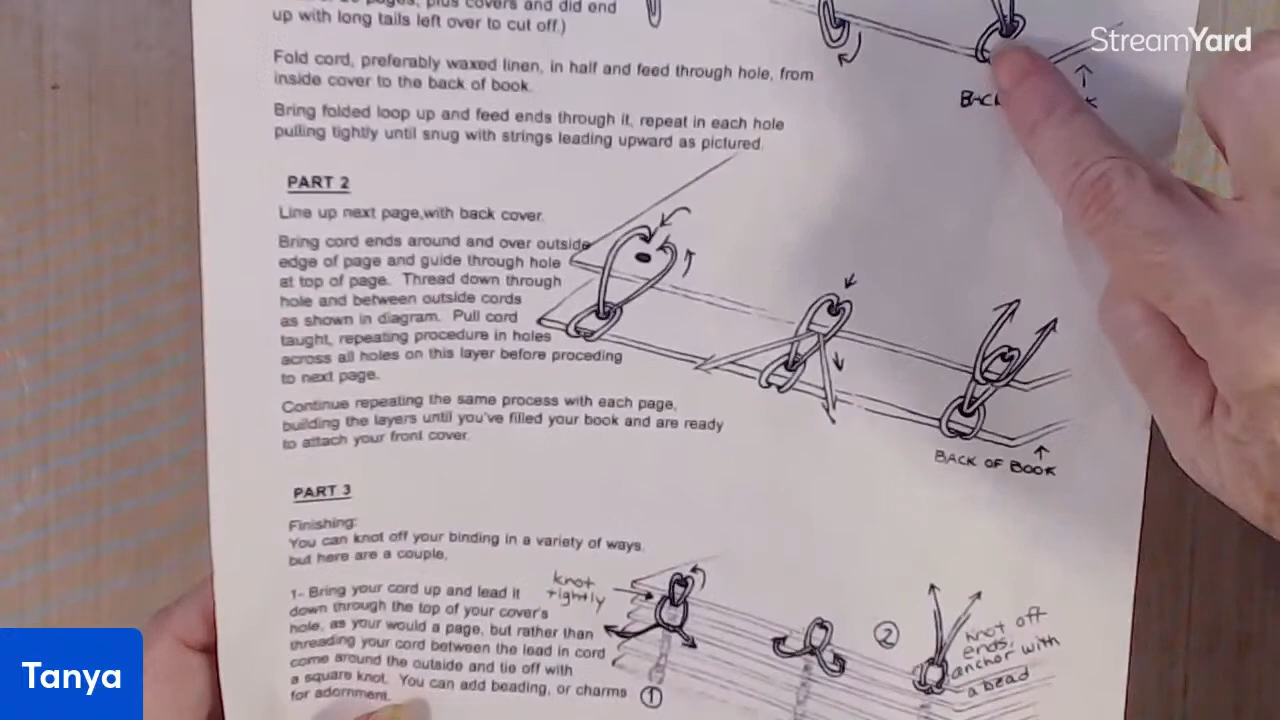 pages, plus covers and did end
up with long tails left over to cut off.)
Fold cord, preferably waxed linen, in half and feed through hole, from
inside cover to the back of book.
Bring folded loop up and feed ends through it, repeat in each hole
pulling tightly until snug with strings leading upward as pictured.
BACK
StreamYard
PART 2
Line up next page,with back cover.
Bring cord ends around and over outside
edge of page and guide through hole
at top of page. Thread down through
hole and between outside cords
as shown in diagram. Pull cord
taught, repeating procedure in holes
across all holes on this layer before proceding
to next page.
Continue repeating the same process with each page,
building the layers until you've filled your book and are ready
to attach your front cover.
BACK OF BOOK
PART 3
Finishing:
You can knot off your binding in a variety of ways,
but here are a couple,
1- Bring your cord up and lead it
down through the top of your cover's
hole, as your would a page, but rather than
threading your cord between the lead in cord
come around the outside and tie off with
a square knot. You can add beading, or charms
for adornment.
knot
tightly
1
2
knot off
ends,
anchor with
a bead
Tanya